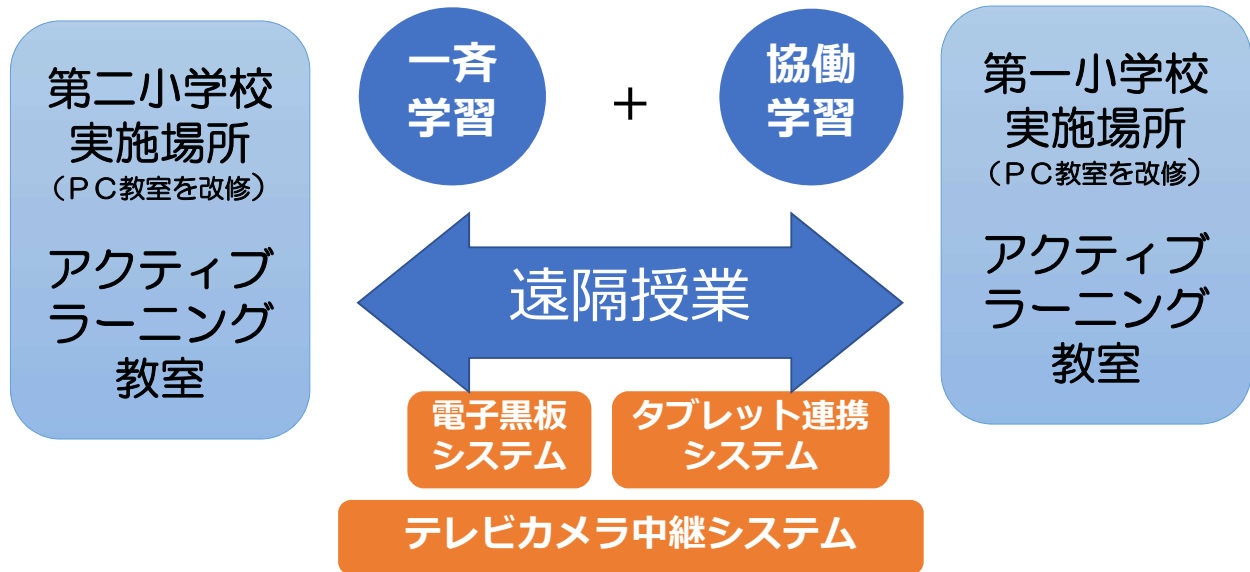 第二小学校
実施場所
（ＰＣ教室を改修）
アクティブ
ラーニング
教室
一斉
学習
＋
協働
学習
第一小学校
実施場所
（ＰＣ教室を改修）
アクティブ
ラーニング
教室
遠隔授業
電子黒板
システム
タブレット連携
システム
テレビカメラ中継システム